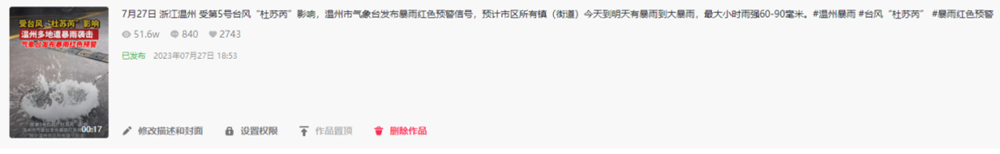 受台风“杜苏芮”影响
温州多地遭暴雨袭击
气象台发布暴雨红色预警
00:17
7月27日 浙江温州 受第5号台风“杜苏芮”影响，温州市气象台发布暴雨红色预警信号，预计市区所有镇（街道）今天到明天有暴雨到大暴雨，最大小时雨强60-90毫米。#温州暴雨 #台风“杜苏芮” #暴雨红色预警
51.6w 840 2743
已发布 2023年07月27日 18:53
修改描述和封面 设置权限 作品置顶 删除作品